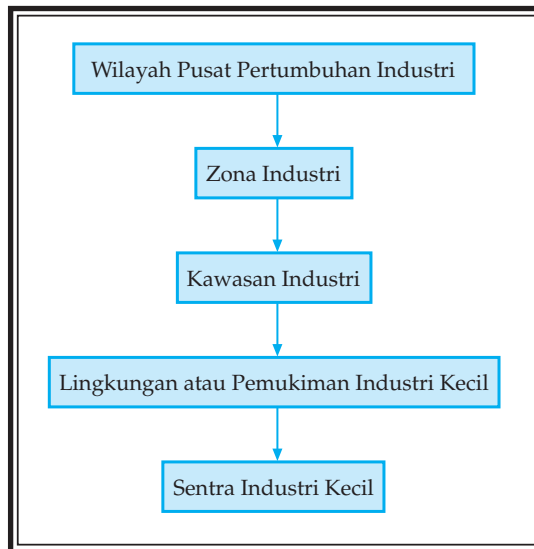 Wilayah Pusat Pertumbuhan Industri
Zona Industri
Kawasan Industri
Lingkungan atau Pemukiman Industri Kecil
Sentra Industri Kecil